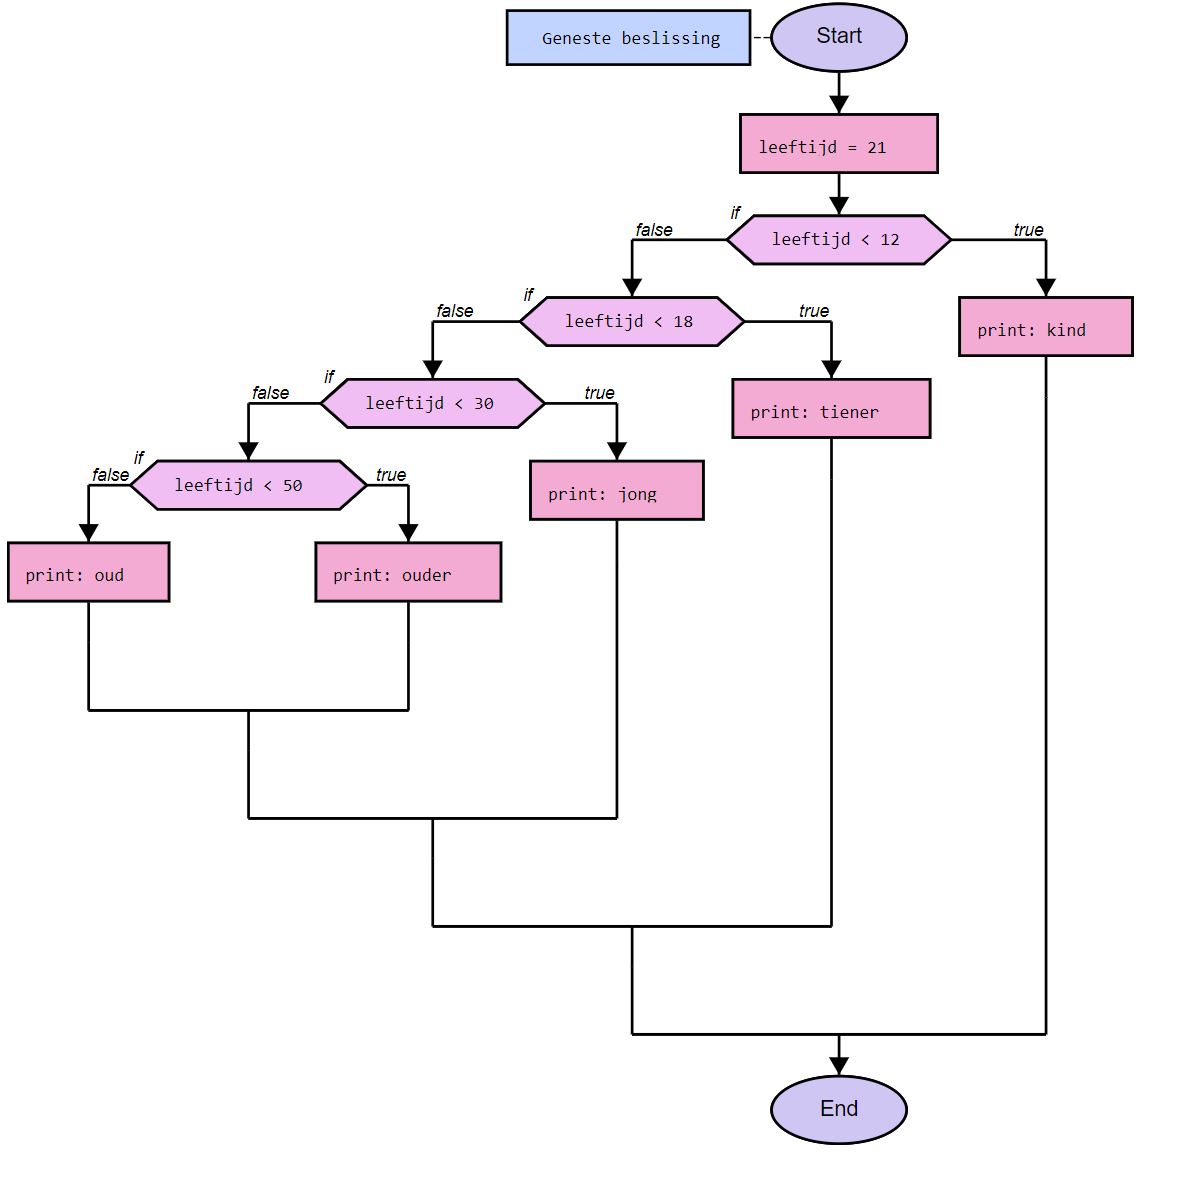 Geneste beslissing
Start
leeftijd = 21
if
leeftijd < 12
false
true
if
leeftijd < 18
false
true
print: kind
if
leeftijd < 30
false
true
print: tiener
if
leeftijd < 50
false
true
print: jong
print: oud
print: ouder
End